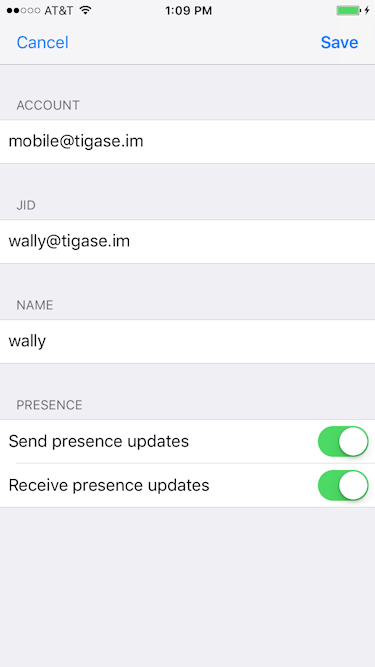 AT&T 1:09 PM
Cancel Save
ACCOUNT
mobile@tigase.im
JID
wally@tigase.im
NAME
wally
PRESENCE
Send presence updates
Receive presence updates